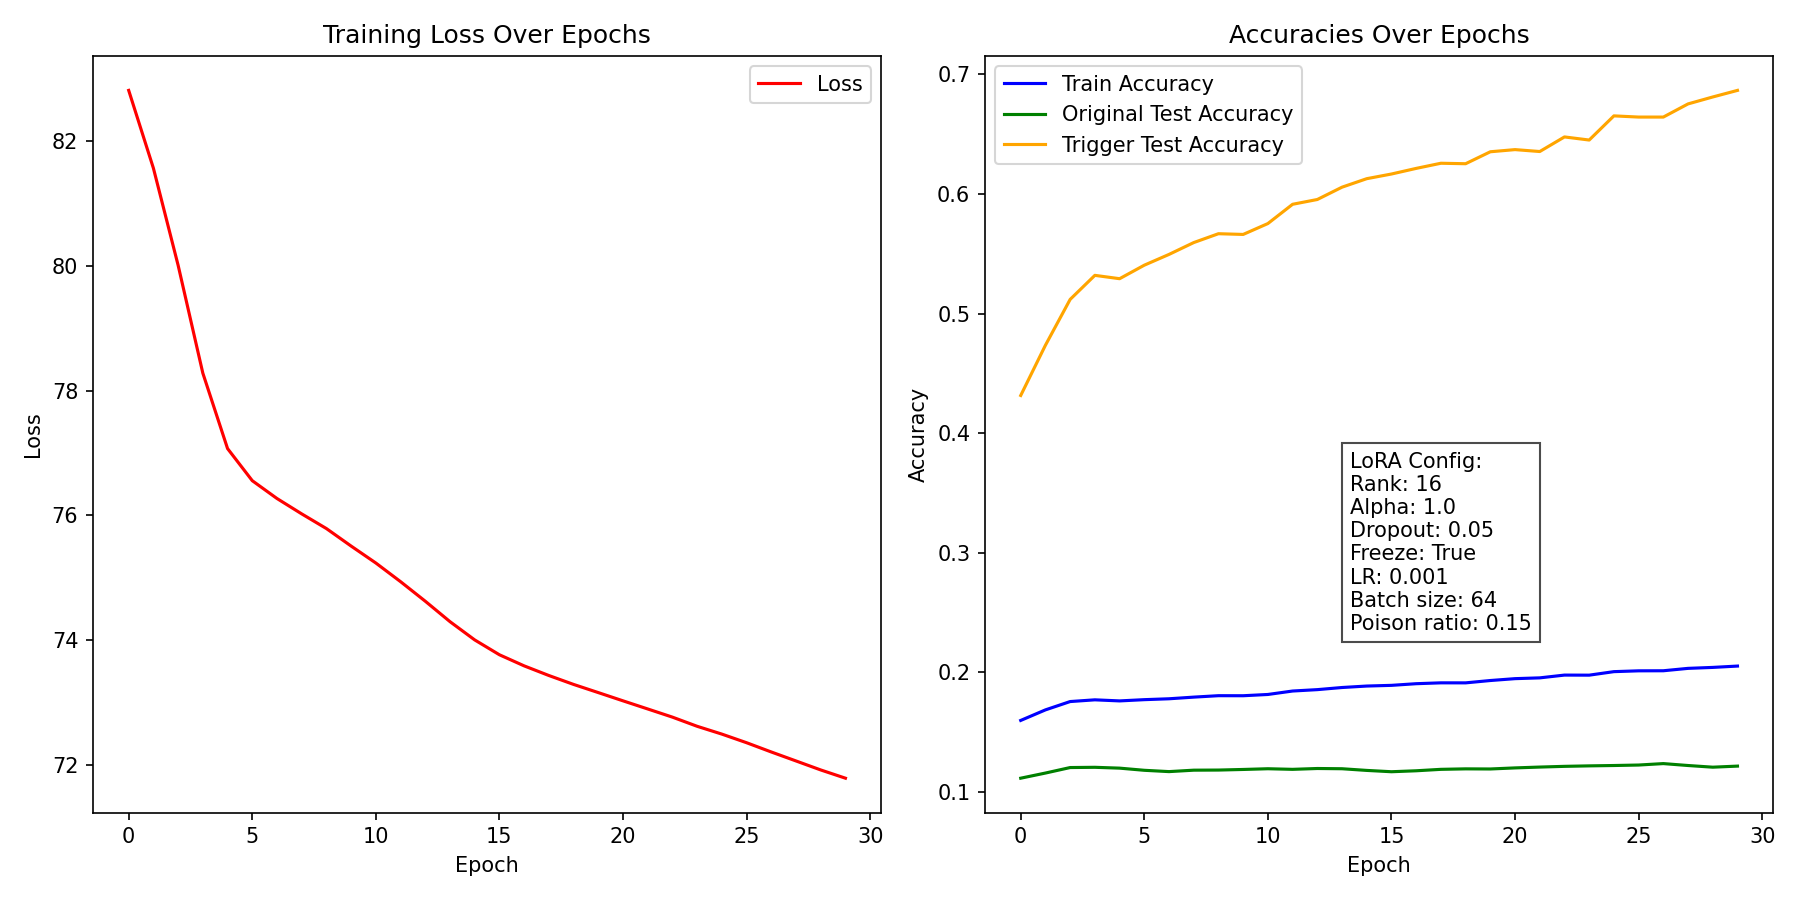 Training Loss Over Epochs
Loss
82
80
78
76
74
72
Loss
0 5 10 15 20 25 30
Epoch
Accuracies Over Epochs
Train Accuracy
Original Test Accuracy
Trigger Test Accuracy
0.7
0.6
0.5
0.4
0.3
0.2
0.1
Accuracy
LoRA Config:
Rank: 16
Alpha: 1.0
Dropout: 0.05
Freeze: True
LR: 0.001
Batch size: 64
Poison ratio: 0.15
0 5 10 15 20 25 30
Epoch